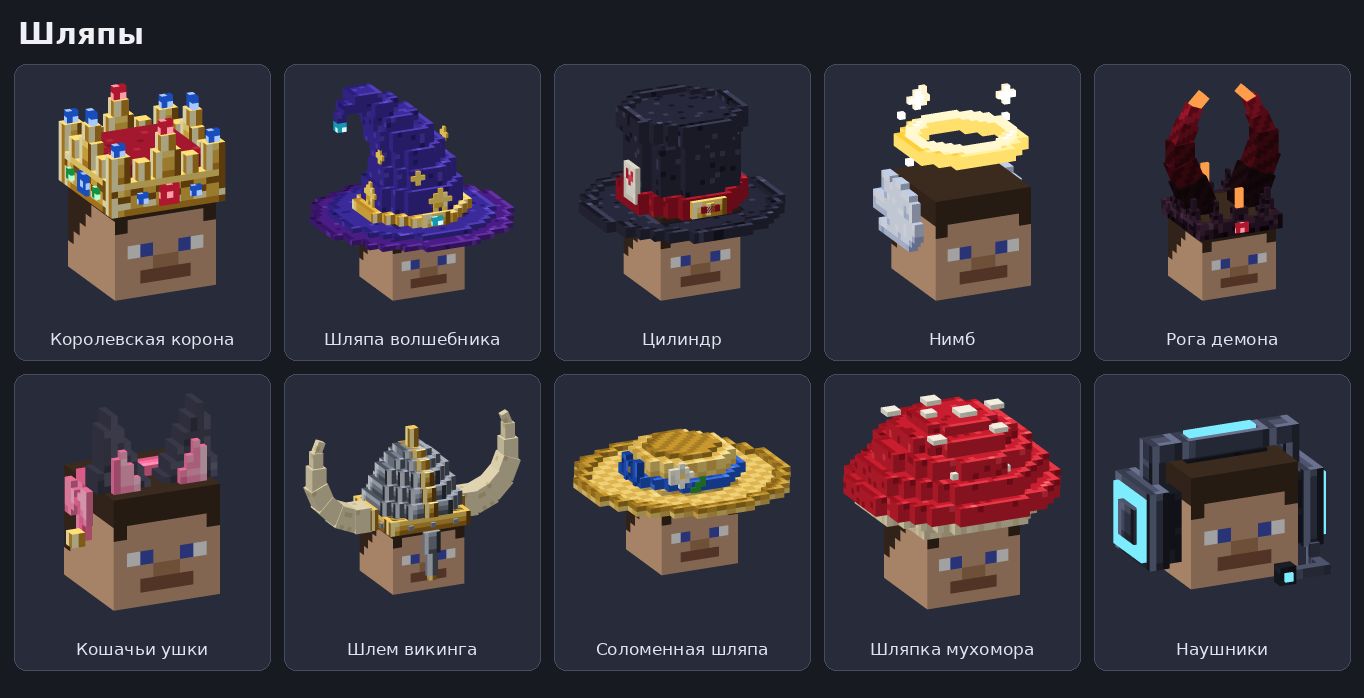 Шляпы
Королевская корона
Шляпа волшебника
Цилиндр
Нимб
Рога демона
Кошачьи ушки
Шлем викинга
Соломенная шляпа
Шляпка мухомора
Наушники